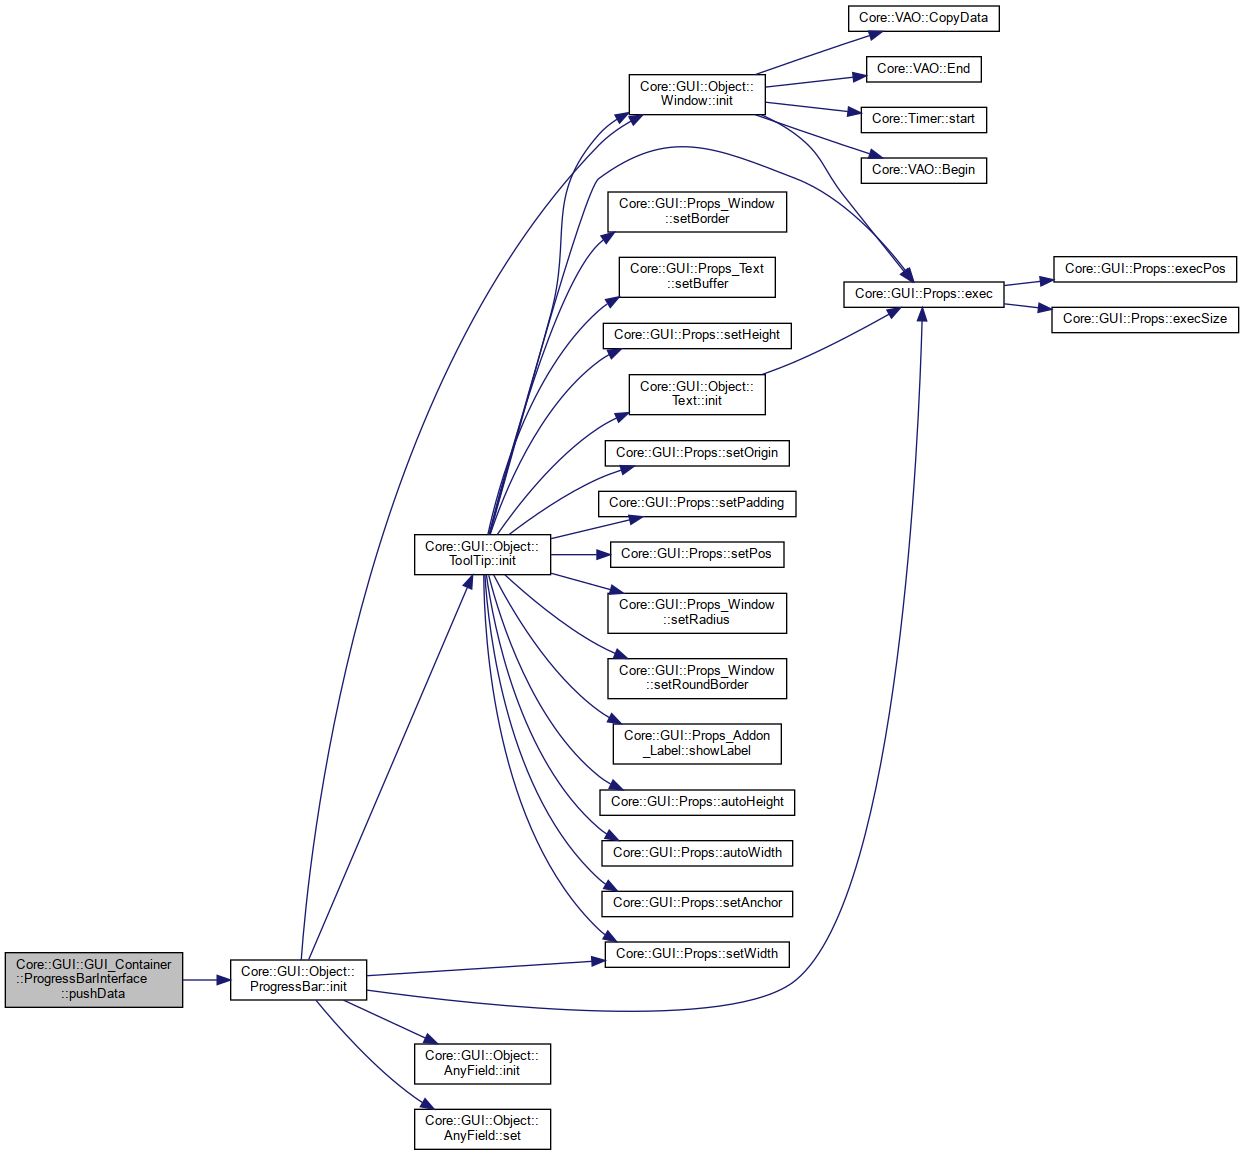 Core::VAO::CopyData
Core::VAO::End
Core::GUI::Object::
Window::init
Core::Timer::start
Core::VAO::Begin
Core::GUI::Props_Window
::setBorder
Core::GUI::Props_Text
::setBuffer
Core::GUI::Props::execPos
Core::GUI::Props::exec
Core::GUI::Props::execSize
Core::GUI::Props::setHeight
Core::GUI::Object::
Text::init
Core::GUI::Props::setOrigin
Core::GUI::Props::setPadding
Core::GUI::Object::
ToolTip::init
Core::GUI::Props::setPos
Core::GUI::Props_Window
::setRadius
Core::GUI::Props_Window
::setRoundBorder
Core::GUI::Props_Addon
_Label::showLabel
Core::GUI::Props::autoHeight
Core::GUI::Props::autoWidth
Core::GUI::Props::setAnchor
Core::GUI::Props::setWidth
Core::GUI::GUI_Container
::ProgressBarInterface
::pushData
Core::GUI::Object::
ProgressBar::init
Core::GUI::Object::
AnyField::init
Core::GUI::Object::
AnyField::set